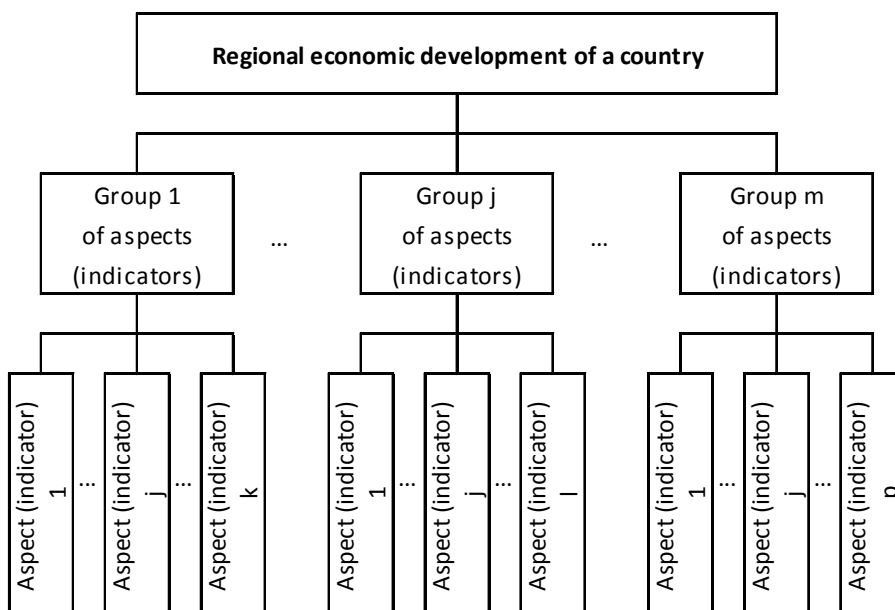 Regional economic development of a country
Group 1
of aspects
(indicators)
...
Group j
of aspects
(indicators)
...
Group m
of aspects
(indicators)
Aspect (indicator)
1
...
Aspect (indicator)
j
...
Aspect (indicator)
k
Aspect (indicator)
1
...
Aspect (indicator)
j
...
Aspect (indicator)
l
Aspect (indicator)
1
...
Aspect (indicator)
j
...
Aspect (indicator)
p